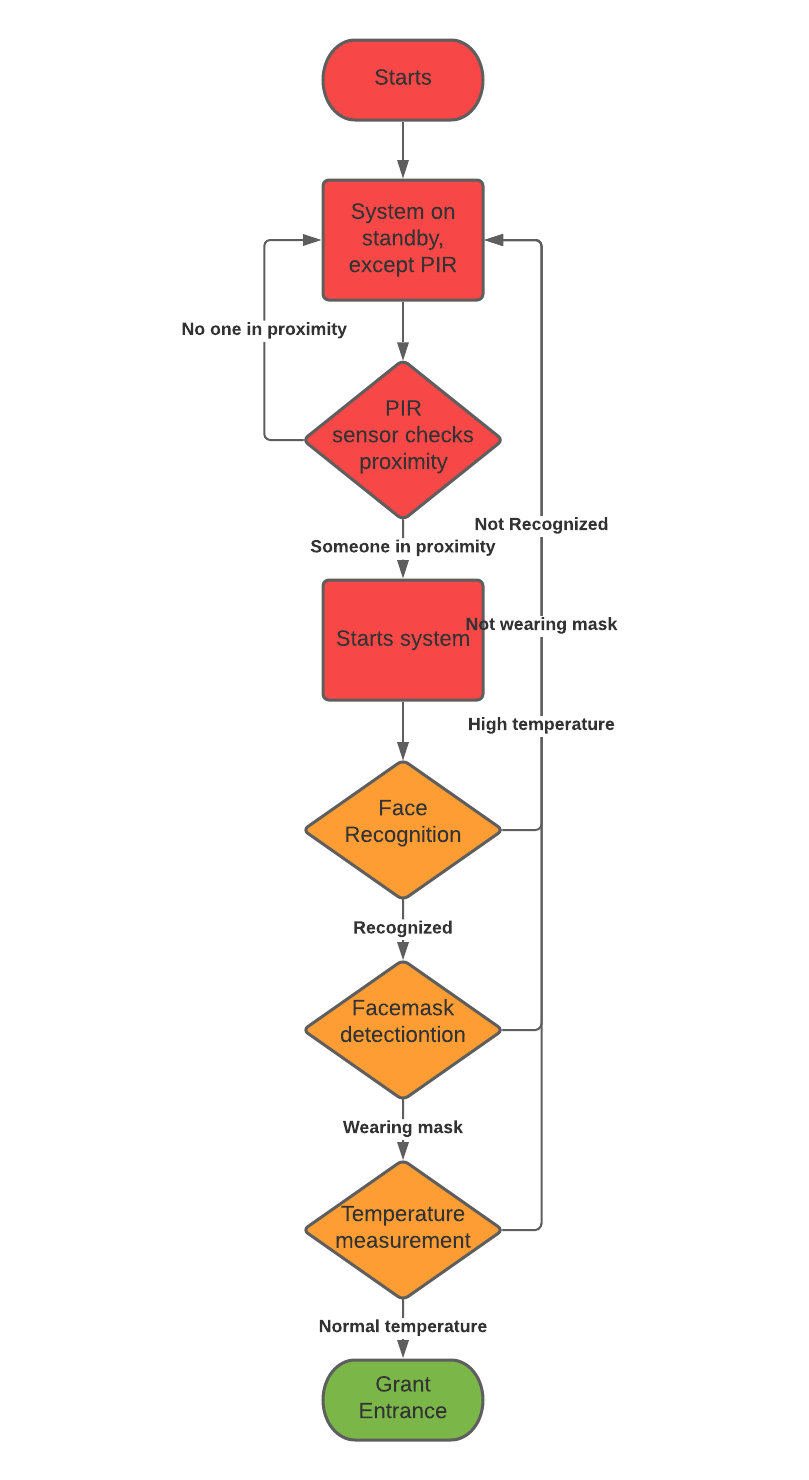 Starts
System on
standby,
except PIR
No one in proximity
PIR
sensor checks
proximity
Not Recognized
Someone in proximity
Not wearing mask
Starts system
High temperature
Face
Recognition
Recognized
Facemask
detectiontion
Wearing mask
Temperature
measurement
Normal temperature
Grant
Entrance